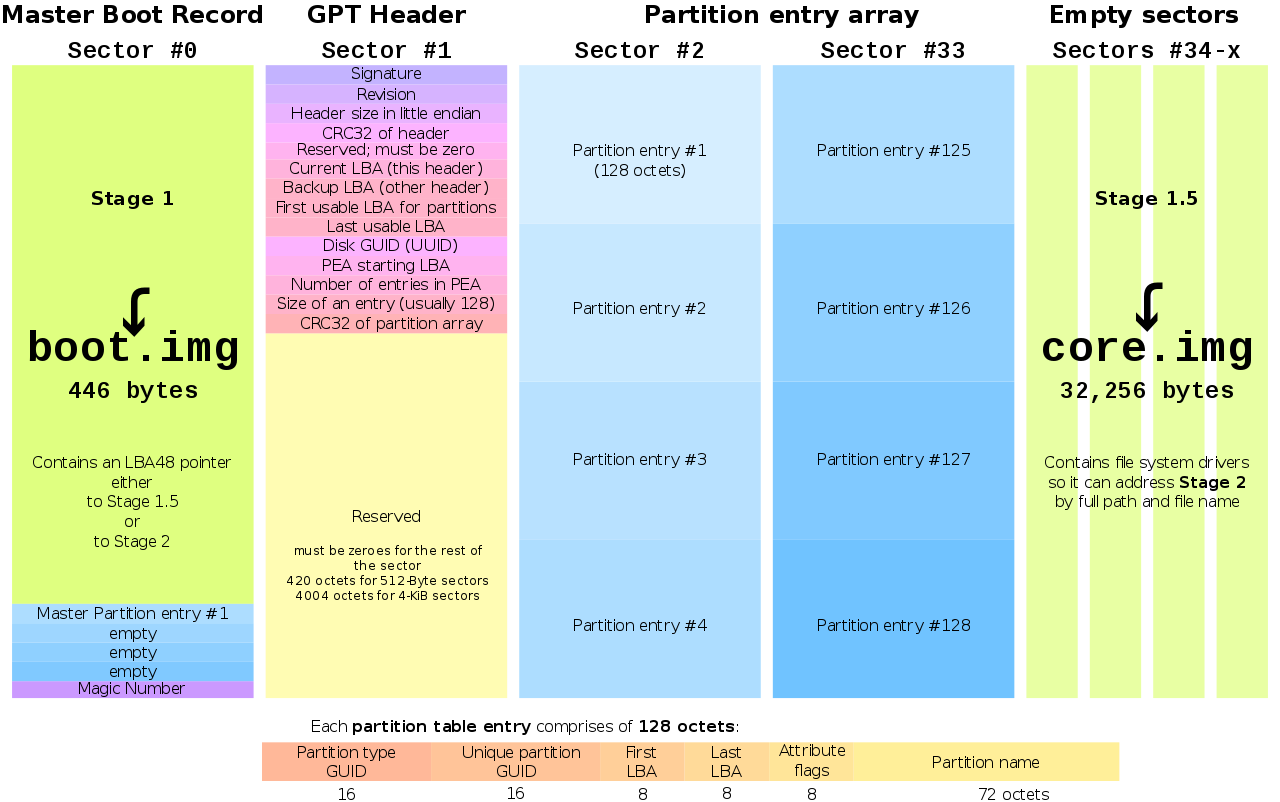 Master Boot Record
Sector #0
Stage 1
boot.img
446 bytes
Contains an LBA48 pointer
either
to Stage 1.5
or
to Stage 2
Master Partition entry #1
empty
empty
empty
Magic Number
GPT Header
Sector #1
Signature
Revision
Header size in little endian
CRC32 of header
Reserved; must be zero
Current LBA (this header)
Backup LBA (other header)
First usable LBA for partitions
Last usable LBA
Disk GUID (UUID)
PEA starting LBA
Number of entries in PEA
Size of an entry (usually 128)
CRC32 of partition array
Reserved
must be zeroes for the rest of
the sector
420 octets for 512-Byte sectors
4004 octets for 4-KiB sectors
Partition entry array
Sector #2
Partition entry #1
(128 octets)
Partition entry #2
Partition entry #3
Partition entry #4
Sector #33
Partition entry #125
Partition entry #126
Partition entry #127
Partition entry #128
Empty sectors
Sectors #34-x
Stage 1.5
core.img
32,256 bytes
Contains file system drivers
so it can address Stage 2
by full path and file name
Each partition table entry comprises of 128 octets:
Partition type
GUID
Unique partition
GUID
First
LBA
Last
LBA
Attribute
flags
Partition name
16
16
8
8
8
72 octets